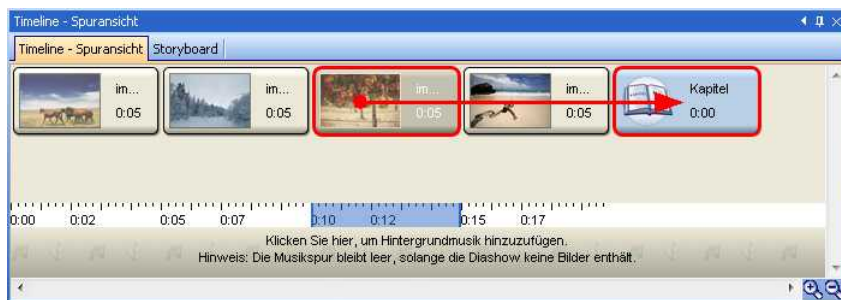 Timeline - Spuransicht
Timeline - Spuransicht Storyboard
im... im... im... im... Kapitel
0:05 0:05 0:05 0:05 0:00
0:00 0:02 0:05 0:07 0:10 0:12 0:15 0:17
Klicken Sie hier, um Hintergrundmusik hinzuzufügen.
Hinweis: Die Musikspur bleibt leer, solange die Diashow keine Bilder enthält.